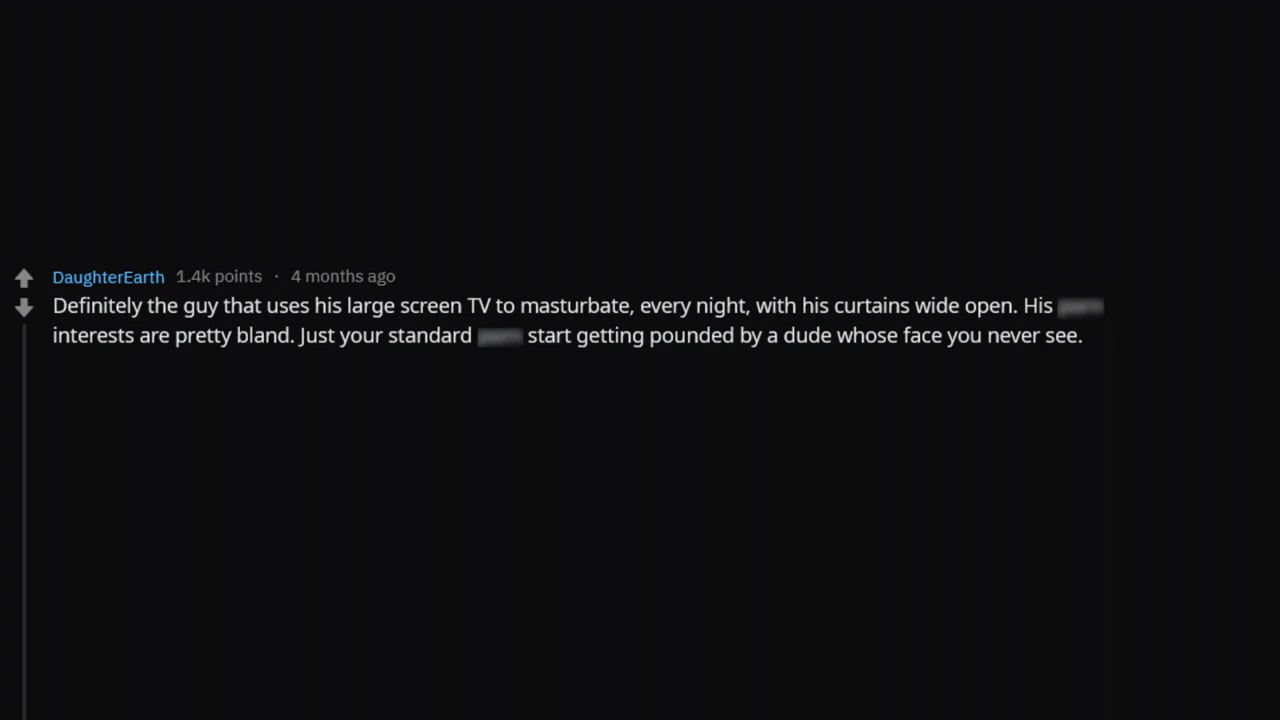 DaughterEarth 1.4k points · 4 months ago
Definitely the guy that uses his large screen TV to masturbate, every night, with his curtains wide open. His
interests are pretty bland. Just your standard start getting pounded by a dude whose face you never see.